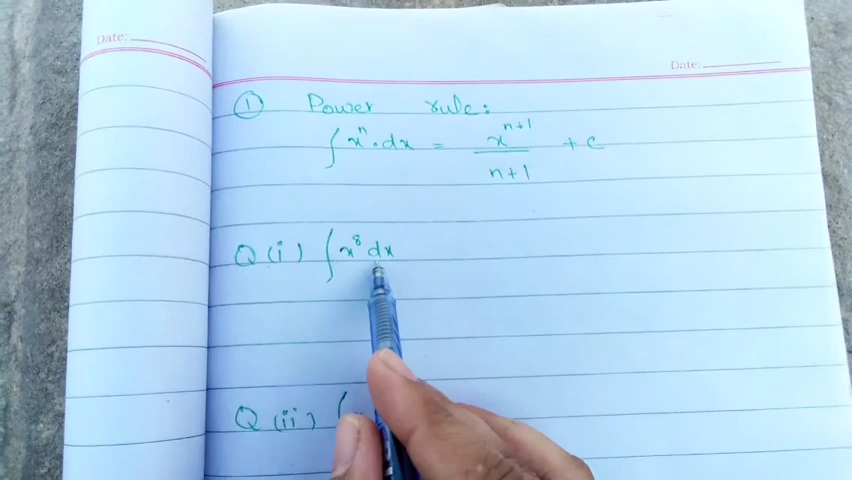 Date:
Date:
① Power rule:
∫ xⁿ · dx = xⁿ⁺¹ / n+1 + c
Q (i) ∫ x⁸ dx
Q (ii) ∫